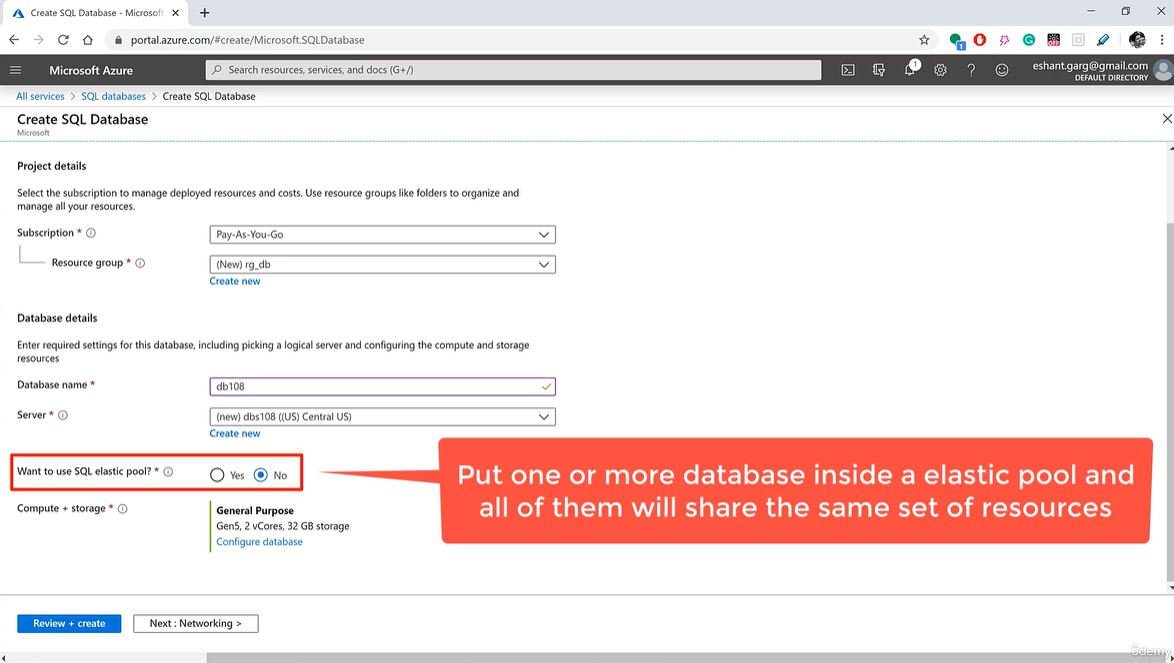 Create SQL Database - Microsoft
portal.azure.com/#create/Microsoft.SQLDatabase
1
OFF
Microsoft Azure
Search resources, services, and docs (G+/)
1
eshant.garg@gmail.com
DEFAULT DIRECTORY
All services > SQL databases > Create SQL Database
Create SQL Database
Microsoft
Project details
Select the subscription to manage deployed resources and costs. Use resource groups like folders to organize and
manage all your resources.
Subscription *
Pay-As-You-Go
Resource group *
(New) rg_db
Create new
Database details
Enter required settings for this database, including picking a logical server and configuring the compute and storage
resources
Database name *
db108
Server *
(new) dbs108 ((US) Central US)
Create new
Want to use SQL elastic pool? *
Yes
No
Put one or more database inside a elastic pool and
all of them will share the same set of resources
Compute + storage *
General Purpose
Gen5, 2 vCores, 32 GB storage
Configure database
Review + create
Next : Networking >
ûdemy